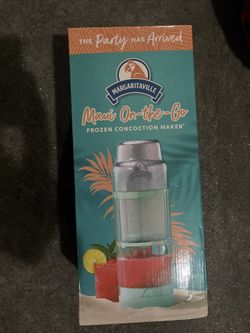 THE Party HAS Arrived
MARGARITAVILLE
Maui On-the-Go
FROZEN CONCOCTION MAKER®